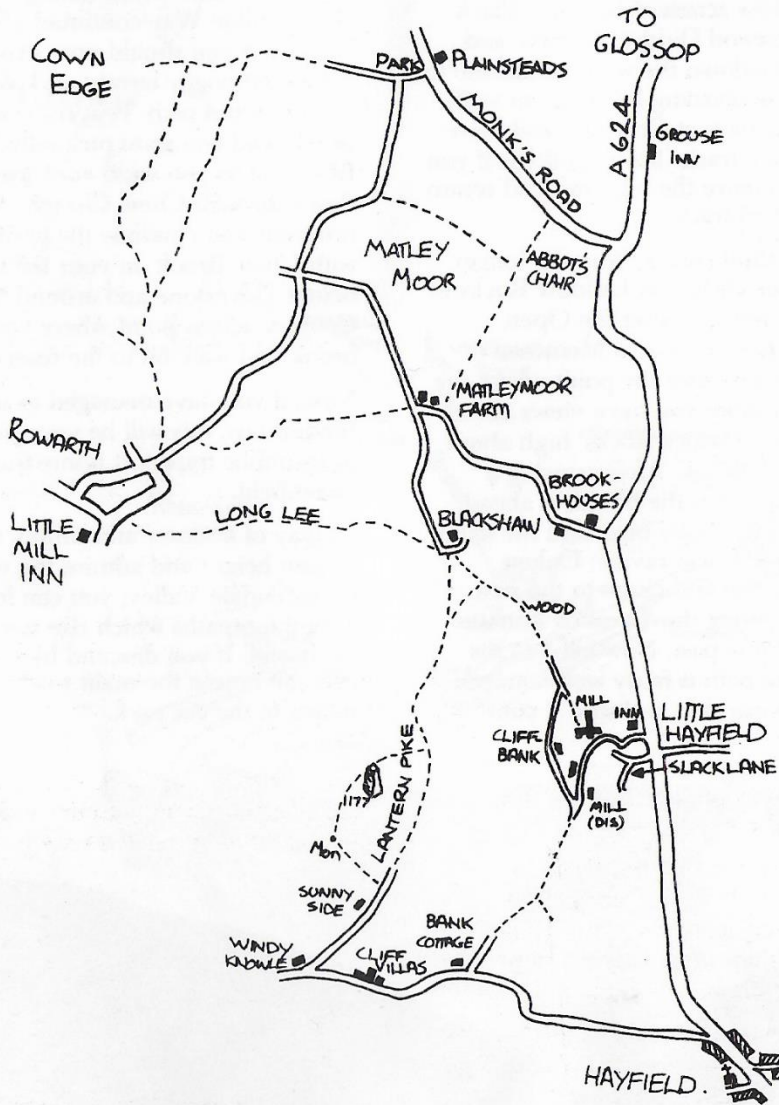 COWN
EDGE
PARK
PLAINSTEADS
TO
GLOSSOP
MONK'S ROAD
A624
GROUSE
INN
MATLEY
MOOR
ABBOT'S
CHAIR
MATLEYMOOR
FARM
ROWARTH
LITTLE
MILL
INN
LONG LEE
BLACKSHAW
BROOK-
HOUSES
WOOD
MILL
INN
LITTLE
HAYFIELD
CLIFF
BANK
SLACK LANE
MILL
(DIS)
LANTERN PIKE
1177
Mon
SUNNY
SIDE
BANK
COTTAGE
WINDY
KNOWLE
CLIFF
VILLAS
HAYFIELD.